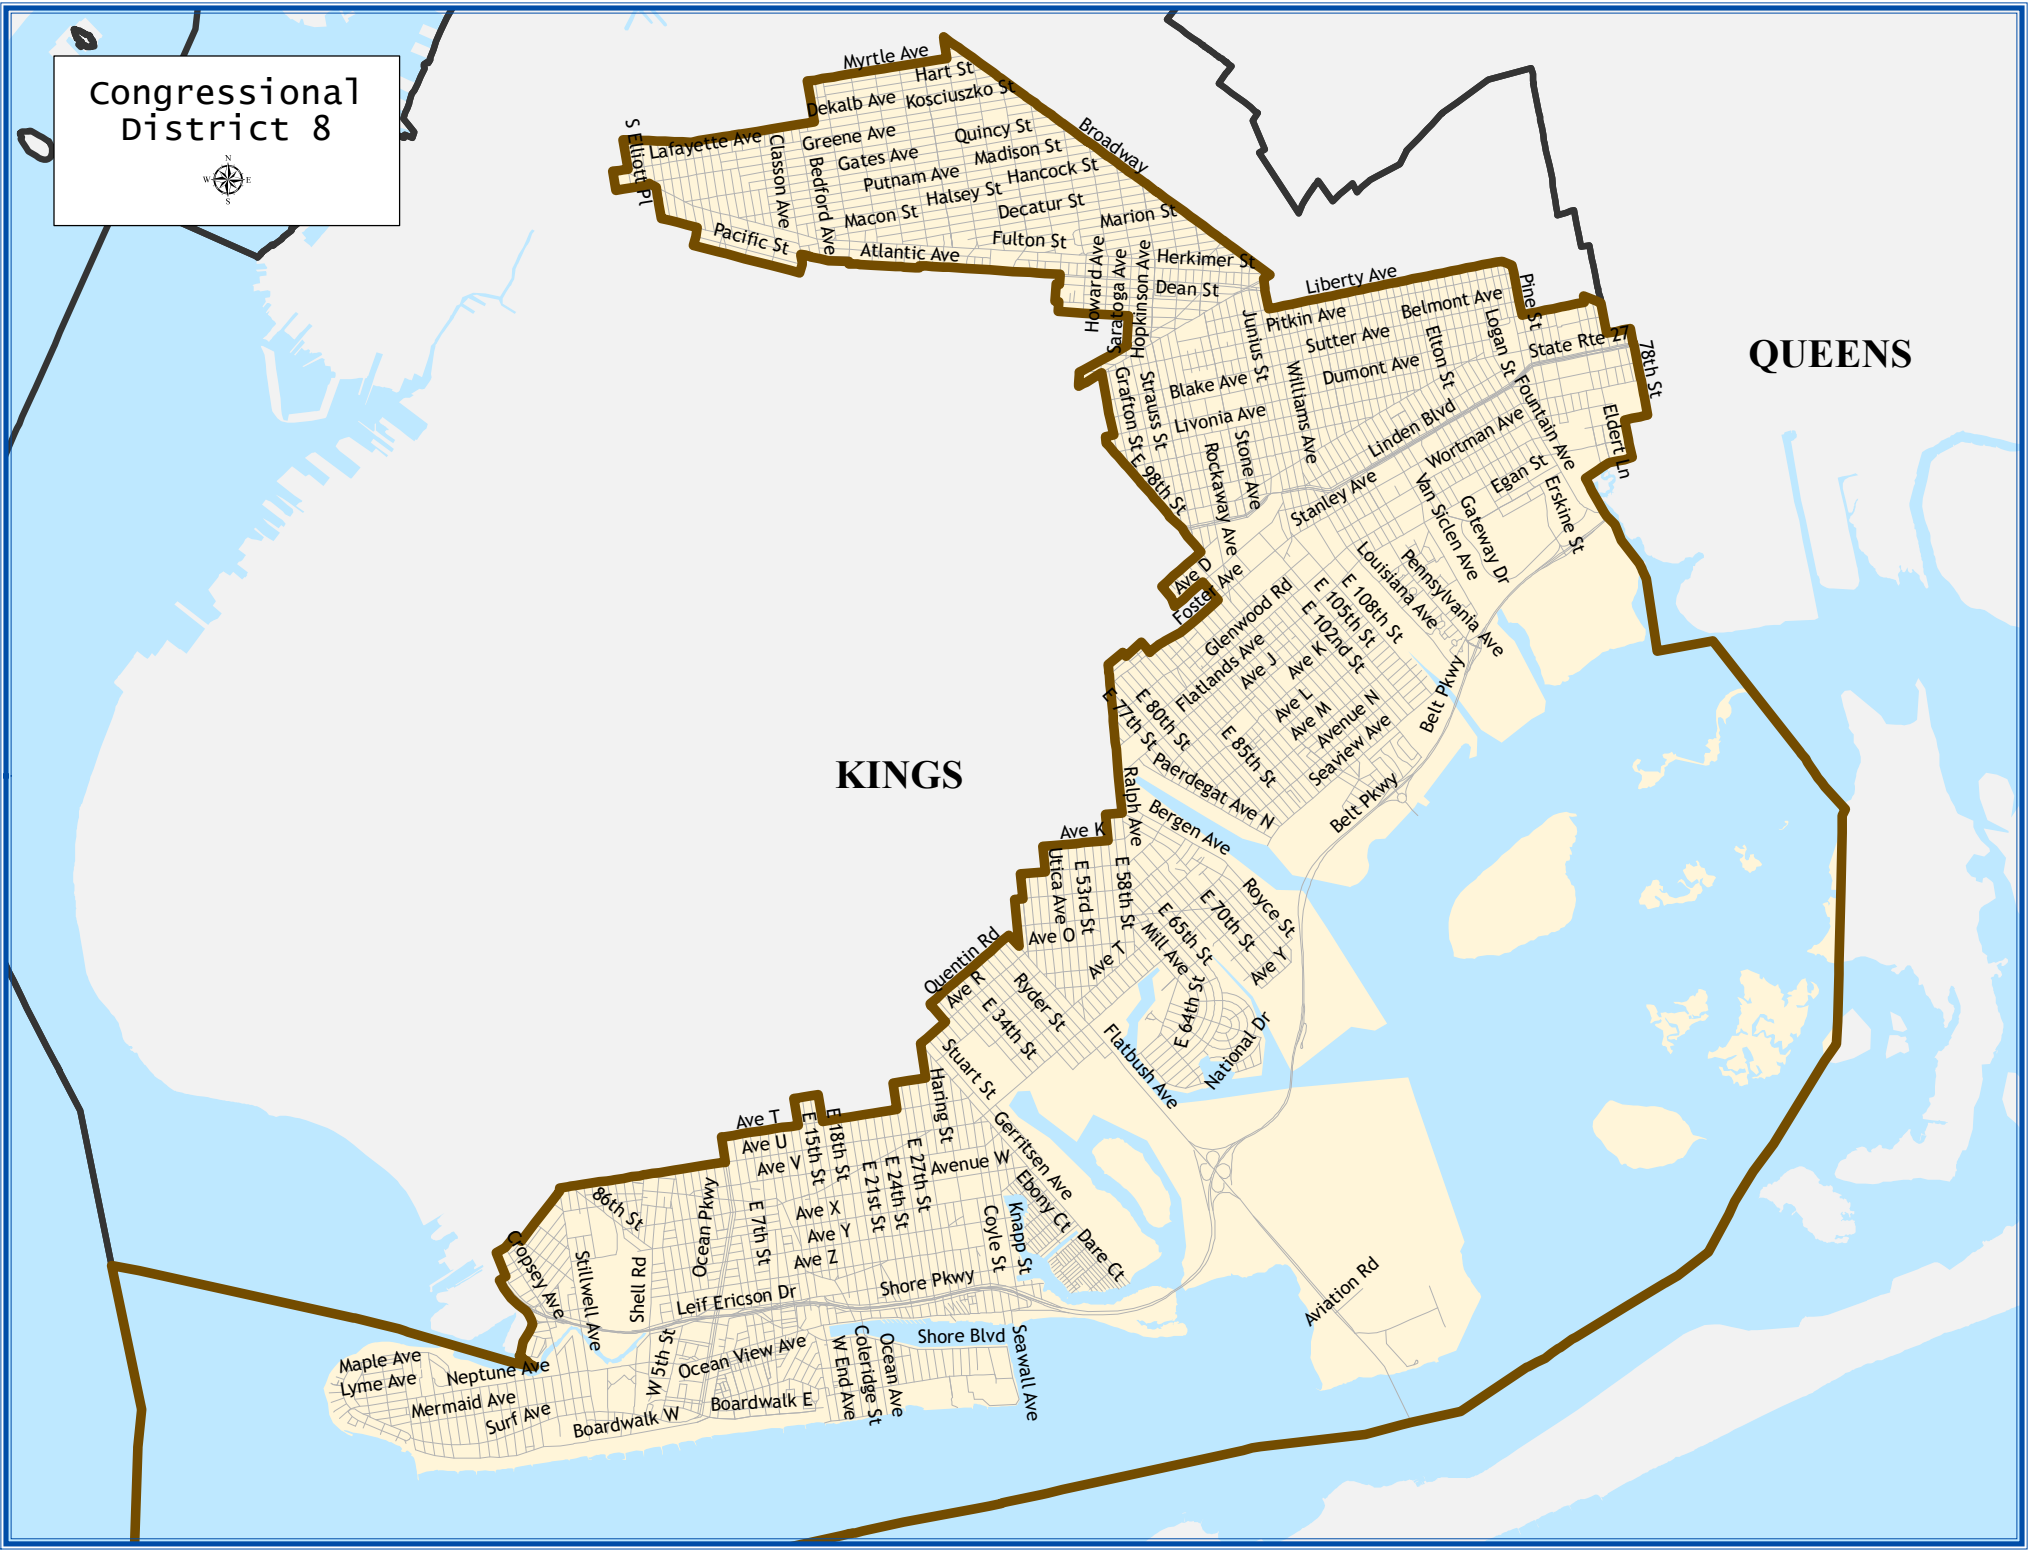 Congressional
District 8
N
W
E
S
QUEENS
KINGS
Myrtle Ave
Hart St
Dekalb Ave
Kosciuszko St
S Elliott Pl
Lafayette Ave
Classon Ave
Greene Ave
Quincy St
Broadway
Bedford Ave
Gates Ave
Madison St
Putnam Ave
Hancock St
Halsey St
Macon St
Decatur St
Marion St
Pacific St
Atlantic Ave
Fulton St
Howard Ave
Saratoga Ave
Hopkinson Ave
Herkimer St
Dean St
Liberty Ave
Pine St
Junius St
Pitkin Ave
Belmont Ave
Logan St
Sutter Ave
Elton St
State Rte 27
78th St
Grafton St
Strauss St
Blake Ave
Williams Ave
Dumont Ave
Fountain Ave
Livonia Ave
Linden Blvd
Wortman Ave
Eldert Ln
E 98th St
Rockaway Ave
Stone Ave
Stanley Ave
Van Siclen Ave
Egan St
Erskine St
Gateway Dr
Ave D
Foster Ave
Louisiana Ave
Pennsylvania Ave
Glenwood Rd
E 108th St
E 105th St
E 102nd St
Flatlands Ave
Ave J
Ave K
E 77th St
E 80th St
Ave L
Ave M
Avenue N
Seaview Ave
Belt Pkwy
E 85th St
Paerdegat Ave N
Belt Pkwy
Ralph Ave
Bergen Ave
Ave K
Utica Ave
E 53rd St
E 58th St
Royce St
E 70th St
E 65th St
Mill Ave
Ave O
Ave T
Ave Y
Quentin Rd
Ave R
Ryder St
E 34th St
E 64th St
National Dr
Flatbush Ave
Stuart St
Haring St
Gerritsen Ave
Ave T
Ave U
Ave V
E 15th St
E 18th St
E 21st St
E 24th St
E 27th St
Avenue W
Ebony Ct
Knapp St
Coyle St
Dare Ct
86th St
Ocean Pkwy
E 7th St
Ave X
Ave Y
Ave Z
Cropsey Ave
Stillwell Ave
Shell Rd
Leif Ericson Dr
Shore Pkwy
Aviation Rd
Maple Ave
Lyme Ave
Neptune Ave
Mermaid Ave
Surf Ave
W 5th St
Ocean View Ave
Boardwalk W
Boardwalk E
W End Ave
Coleridge St
Ocean Ave
Shore Blvd
Seawall Ave